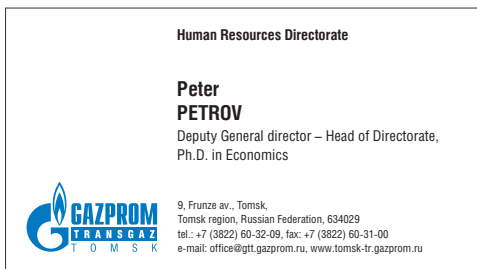 Human Resources Directorate
Peter
PETROV
Deputy General director – Head of Directorate,
Ph.D. in Economics
GAZPROM
TRANSGAZ
TOMSK
9, Frunze av., Tomsk,
Tomsk region, Russian Federation, 634029
tel.: +7 (3822) 60-32-09, fax: +7 (3822) 60-31-00
e-mail: office@gtt.gazprom.ru, www.tomsk-tr.gazprom.ru